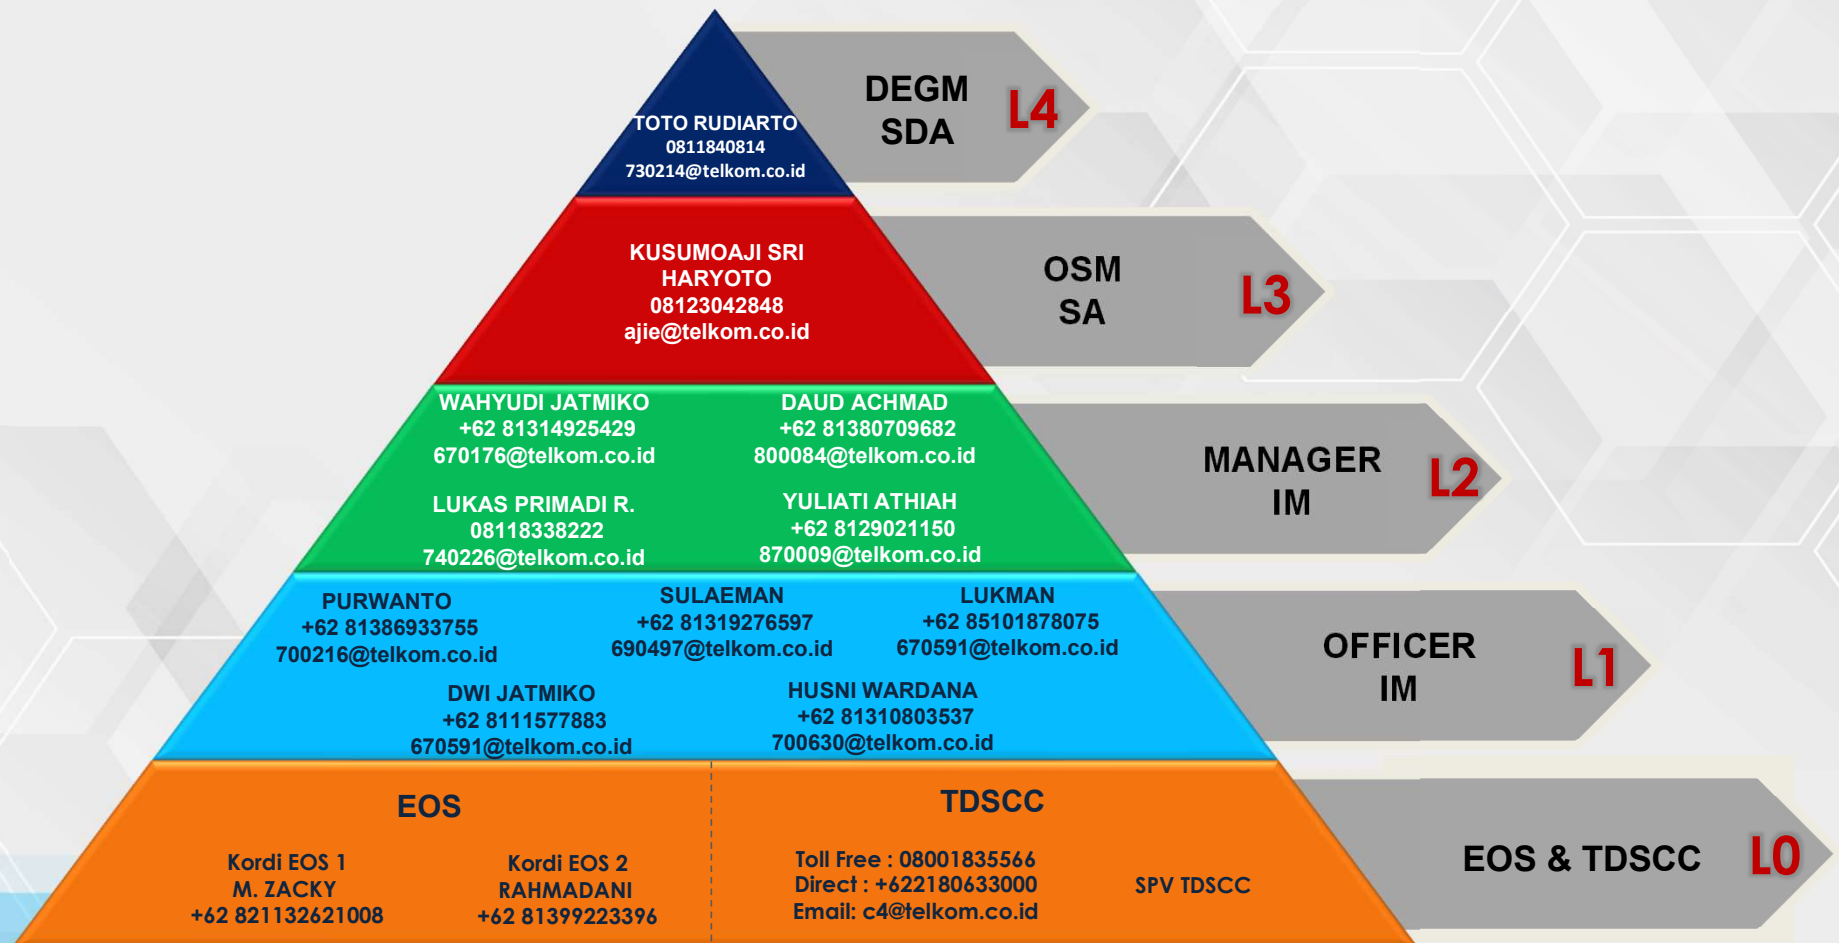 TOTO RUDIARTO
0811840814
730214@telkom.co.id
DEGM
SDA
L4
KUSUMOAJI SRI
HARYOTO
08123042848
ajie@telkom.co.id
OSM
SA
L3
WAHYUDI JATMIKO
+62 81314925429
670176@telkom.co.id
DAUD ACHMAD
+62 81380709682
800084@telkom.co.id
LUKAS PRIMADI R.
08118338222
740226@telkom.co.id
YULIATI ATHIAH
+62 8129021150
870009@telkom.co.id
MANAGER
IM
L2
PURWANTO
+62 81386933755
700216@telkom.co.id
SULAEMAN
+62 81319276597
690497@telkom.co.id
LUKMAN
+62 85101878075
670591@telkom.co.id
DWI JATMIKO
+62 8111577883
670591@telkom.co.id
HUSNI WARDANA
+62 81310803537
700630@telkom.co.id
OFFICER
IM
L1
EOS
Kordi EOS 1
M. ZACKY
+62 821132621008
Kordi EOS 2
RAHMADANI
+62 81399223396
TDSCC
Toll Free : 08001835566
Direct : +622180633000
Email: c4@telkom.co.id
SPV TDSCC
EOS & TDSCC
L0